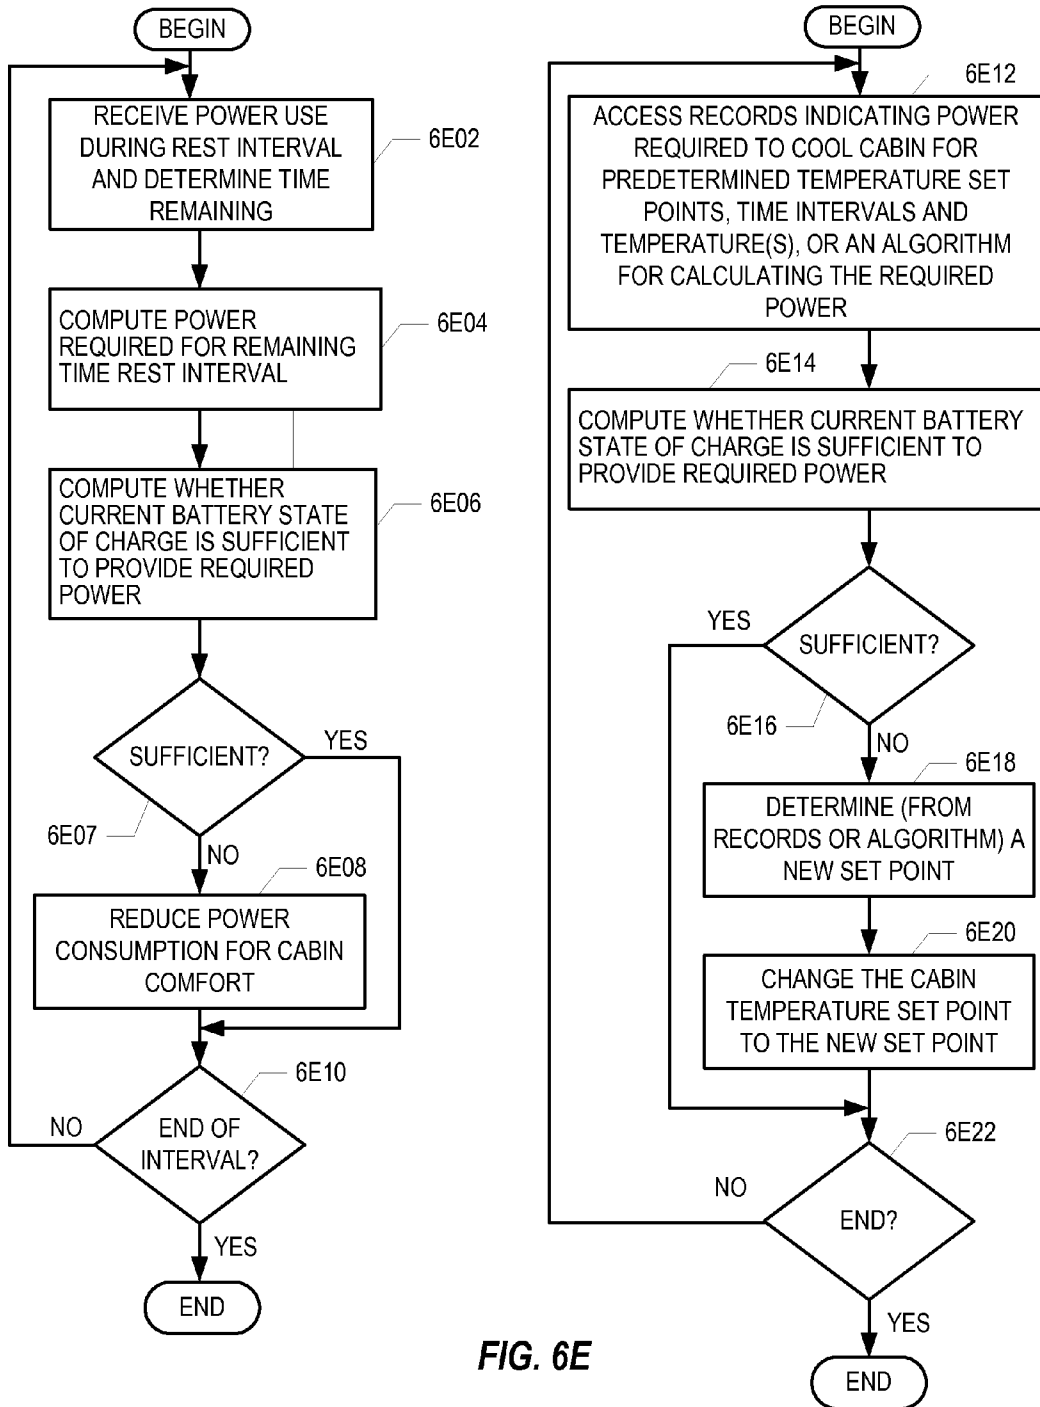 BEGIN
RECEIVE POWER USE
DURING REST INTERVAL
AND DETERMINE TIME
REMAINING
6E02
COMPUTE POWER
REQUIRED FOR REMAINING
TIME REST INTERVAL
6E04
COMPUTE WHETHER
CURRENT BATTERY STATE
OF CHARGE IS SUFFICIENT
TO PROVIDE REQUIRED
POWER
6E06
SUFFICIENT?
YES
6E07
NO
6E08
REDUCE POWER
CONSUMPTION FOR CABIN
COMFORT
6E10
END OF
INTERVAL?
NO
YES
END
BEGIN
6E12
ACCESS RECORDS INDICATING POWER
REQUIRED TO COOL CABIN FOR
PREDETERMINED TEMPERATURE SET
POINTS, TIME INTERVALS AND
TEMPERATURE(S), OR AN ALGORITHM
FOR CALCULATING THE REQUIRED
POWER
6E14
COMPUTE WHETHER CURRENT BATTERY
STATE OF CHARGE IS SUFFICIENT TO
PROVIDE REQUIRED POWER
YES
SUFFICIENT?
6E16
NO
6E18
DETERMINE (FROM
RECORDS OR ALGORITHM) A
NEW SET POINT
6E20
CHANGE THE CABIN
TEMPERATURE SET POINT
TO THE NEW SET POINT
6E22
NO
END?
YES
END
FIG. 6E